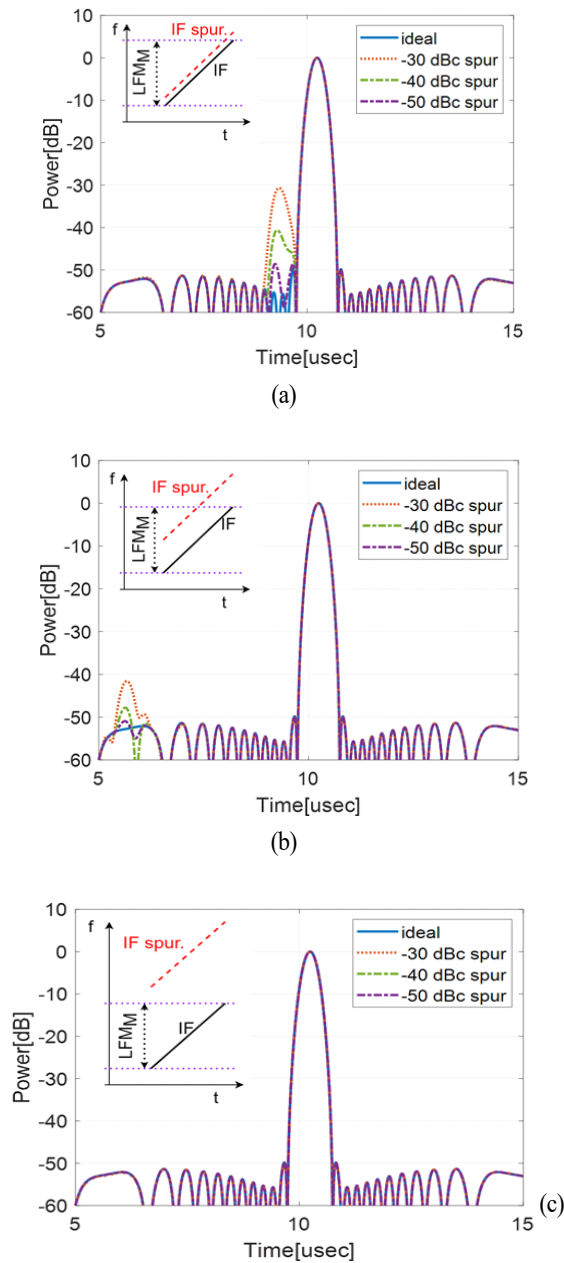 10
0
-10
-20
-30
-40
-50
-60
Power[dB]
f
IF spur.
LFM_M
IF
t
ideal
-30 dBc spur
-40 dBc spur
-50 dBc spur
5
10
15
Time[usec]
(a)
10
0
-10
-20
-30
-40
-50
-60
Power[dB]
f
IF spur.
LFM_M
IF
t
ideal
-30 dBc spur
-40 dBc spur
-50 dBc spur
5
10
15
Time[usec]
(b)
10
0
-10
-20
-30
-40
-50
-60
Power[dB]
f
IF spur.
LFM_M
IF
t
ideal
-30 dBc spur
-40 dBc spur
-50 dBc spur
5
10
15
Time[usec]
(c)